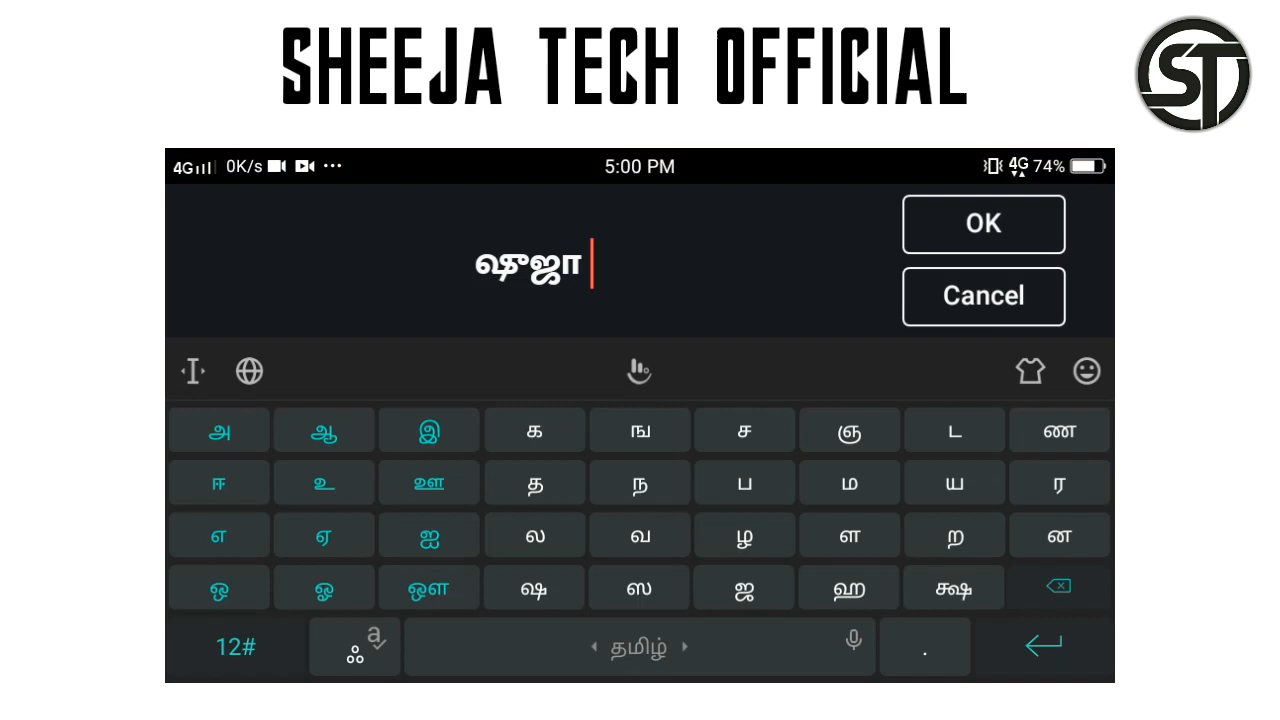 SHEEJA TECH OFFICIAL
ST
4G 0K/s 5:00 PM 4G 74%
OK
ஷுஜா
Cancel
அ ஆ இ க ங ச ஞ ட ண
ஈ உ ஊ த ந ப ம ய ர
எ ஏ ஐ ல வ ழ ள ற ன
ஒ ஓ ஔ ஷ ஸ ஜ ஹ க்ஷ
12# a தமிழ் .